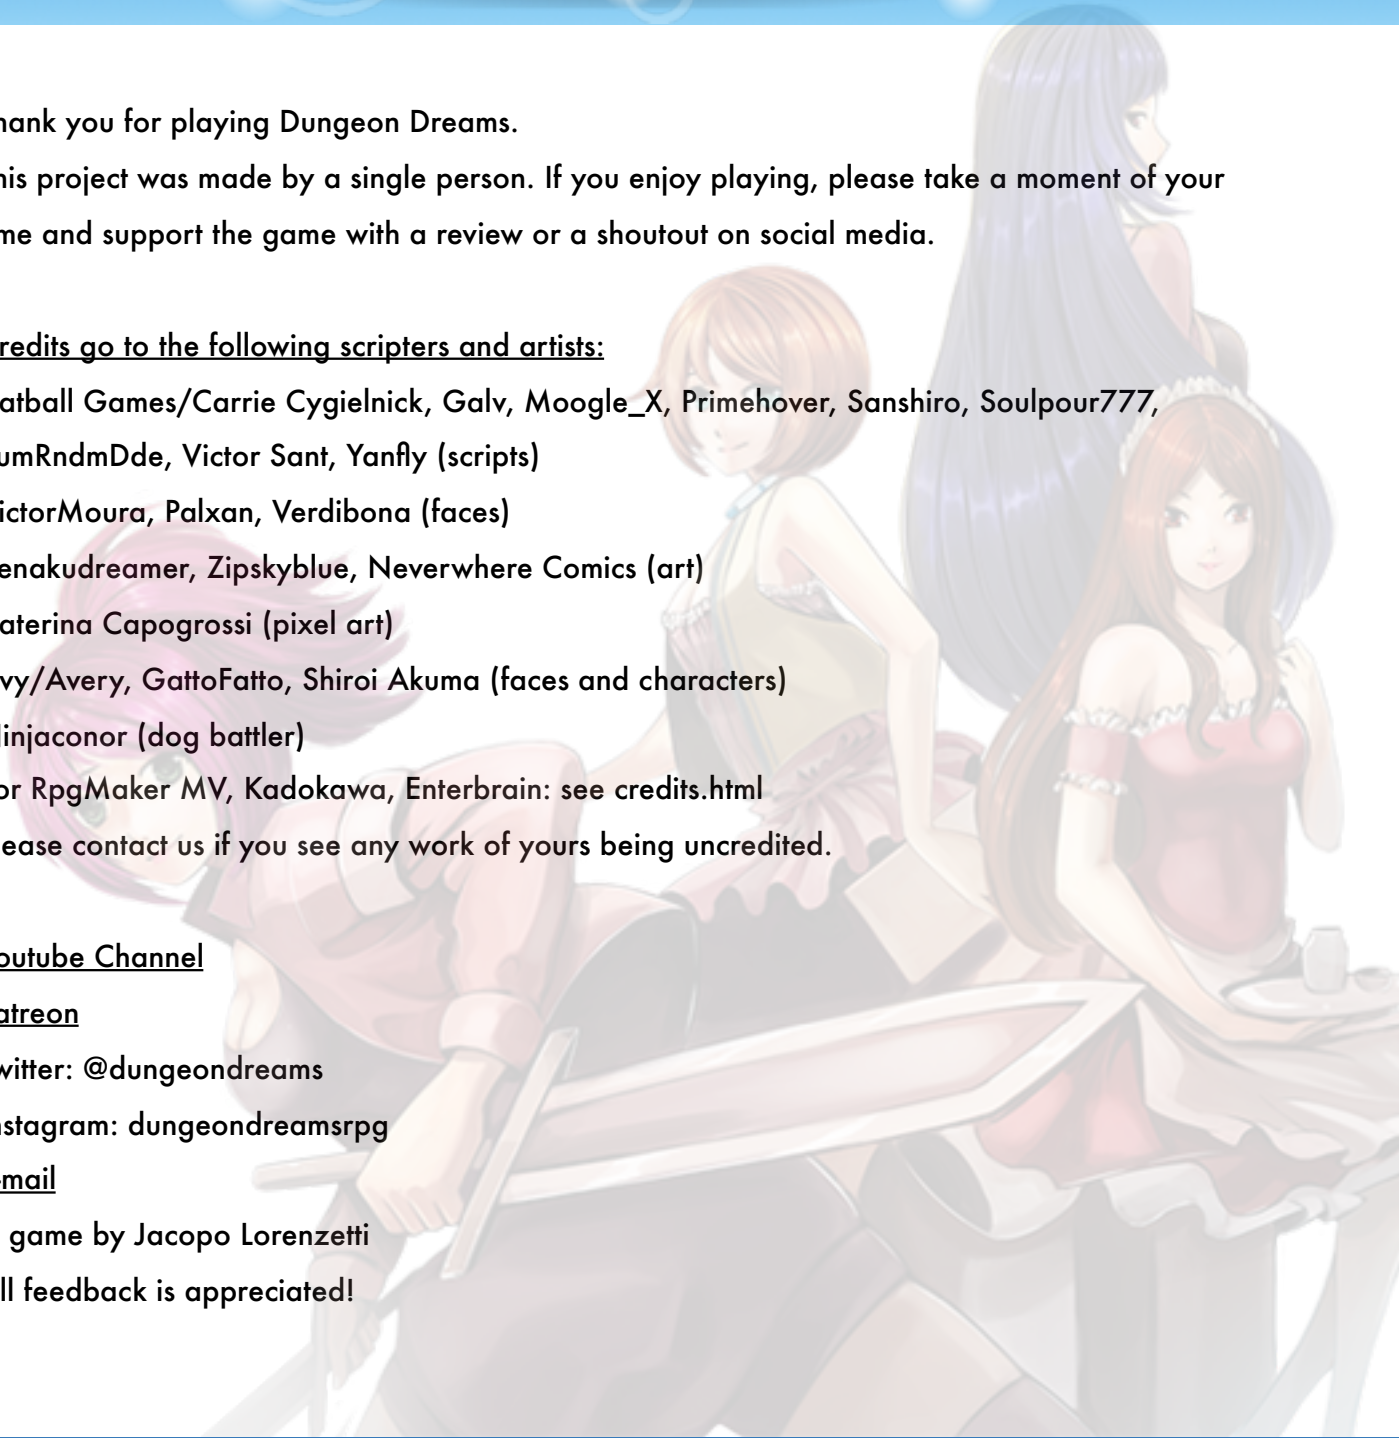 hank you for playing Dungeon Dreams.
his project was made by a single person. If you enjoy playing, please take a moment of your
me and support the game with a review or a shoutout on social media.
redits go to the following scripters and artists:
atball Games/Carrie Cygielnick, Galv, Moogle_X, Primehover, Sanshiro, Soulpour777,
umRndmDde, Victor Sant, Yanfly (scripts)
ictorMoura, Palxan, Verdibona (faces)
enakudreamer, Zipskyblue, Neverwhere Comics (art)
aterina Capogrossi (pixel art)
vy/Avery, GattoFatto, Shiroi Akuma (faces and characters)
injaconor (dog battler)
or RpgMaker MV, Kadokawa, Enterbrain: see credits.html
ease contact us if you see any work of yours being uncredited.
outube Channel
atreon
witter: @dungeondreams
nstagram: dungeondreamsrpg
mail
game by Jacopo Lorenzetti
ll feedback is appreciated!